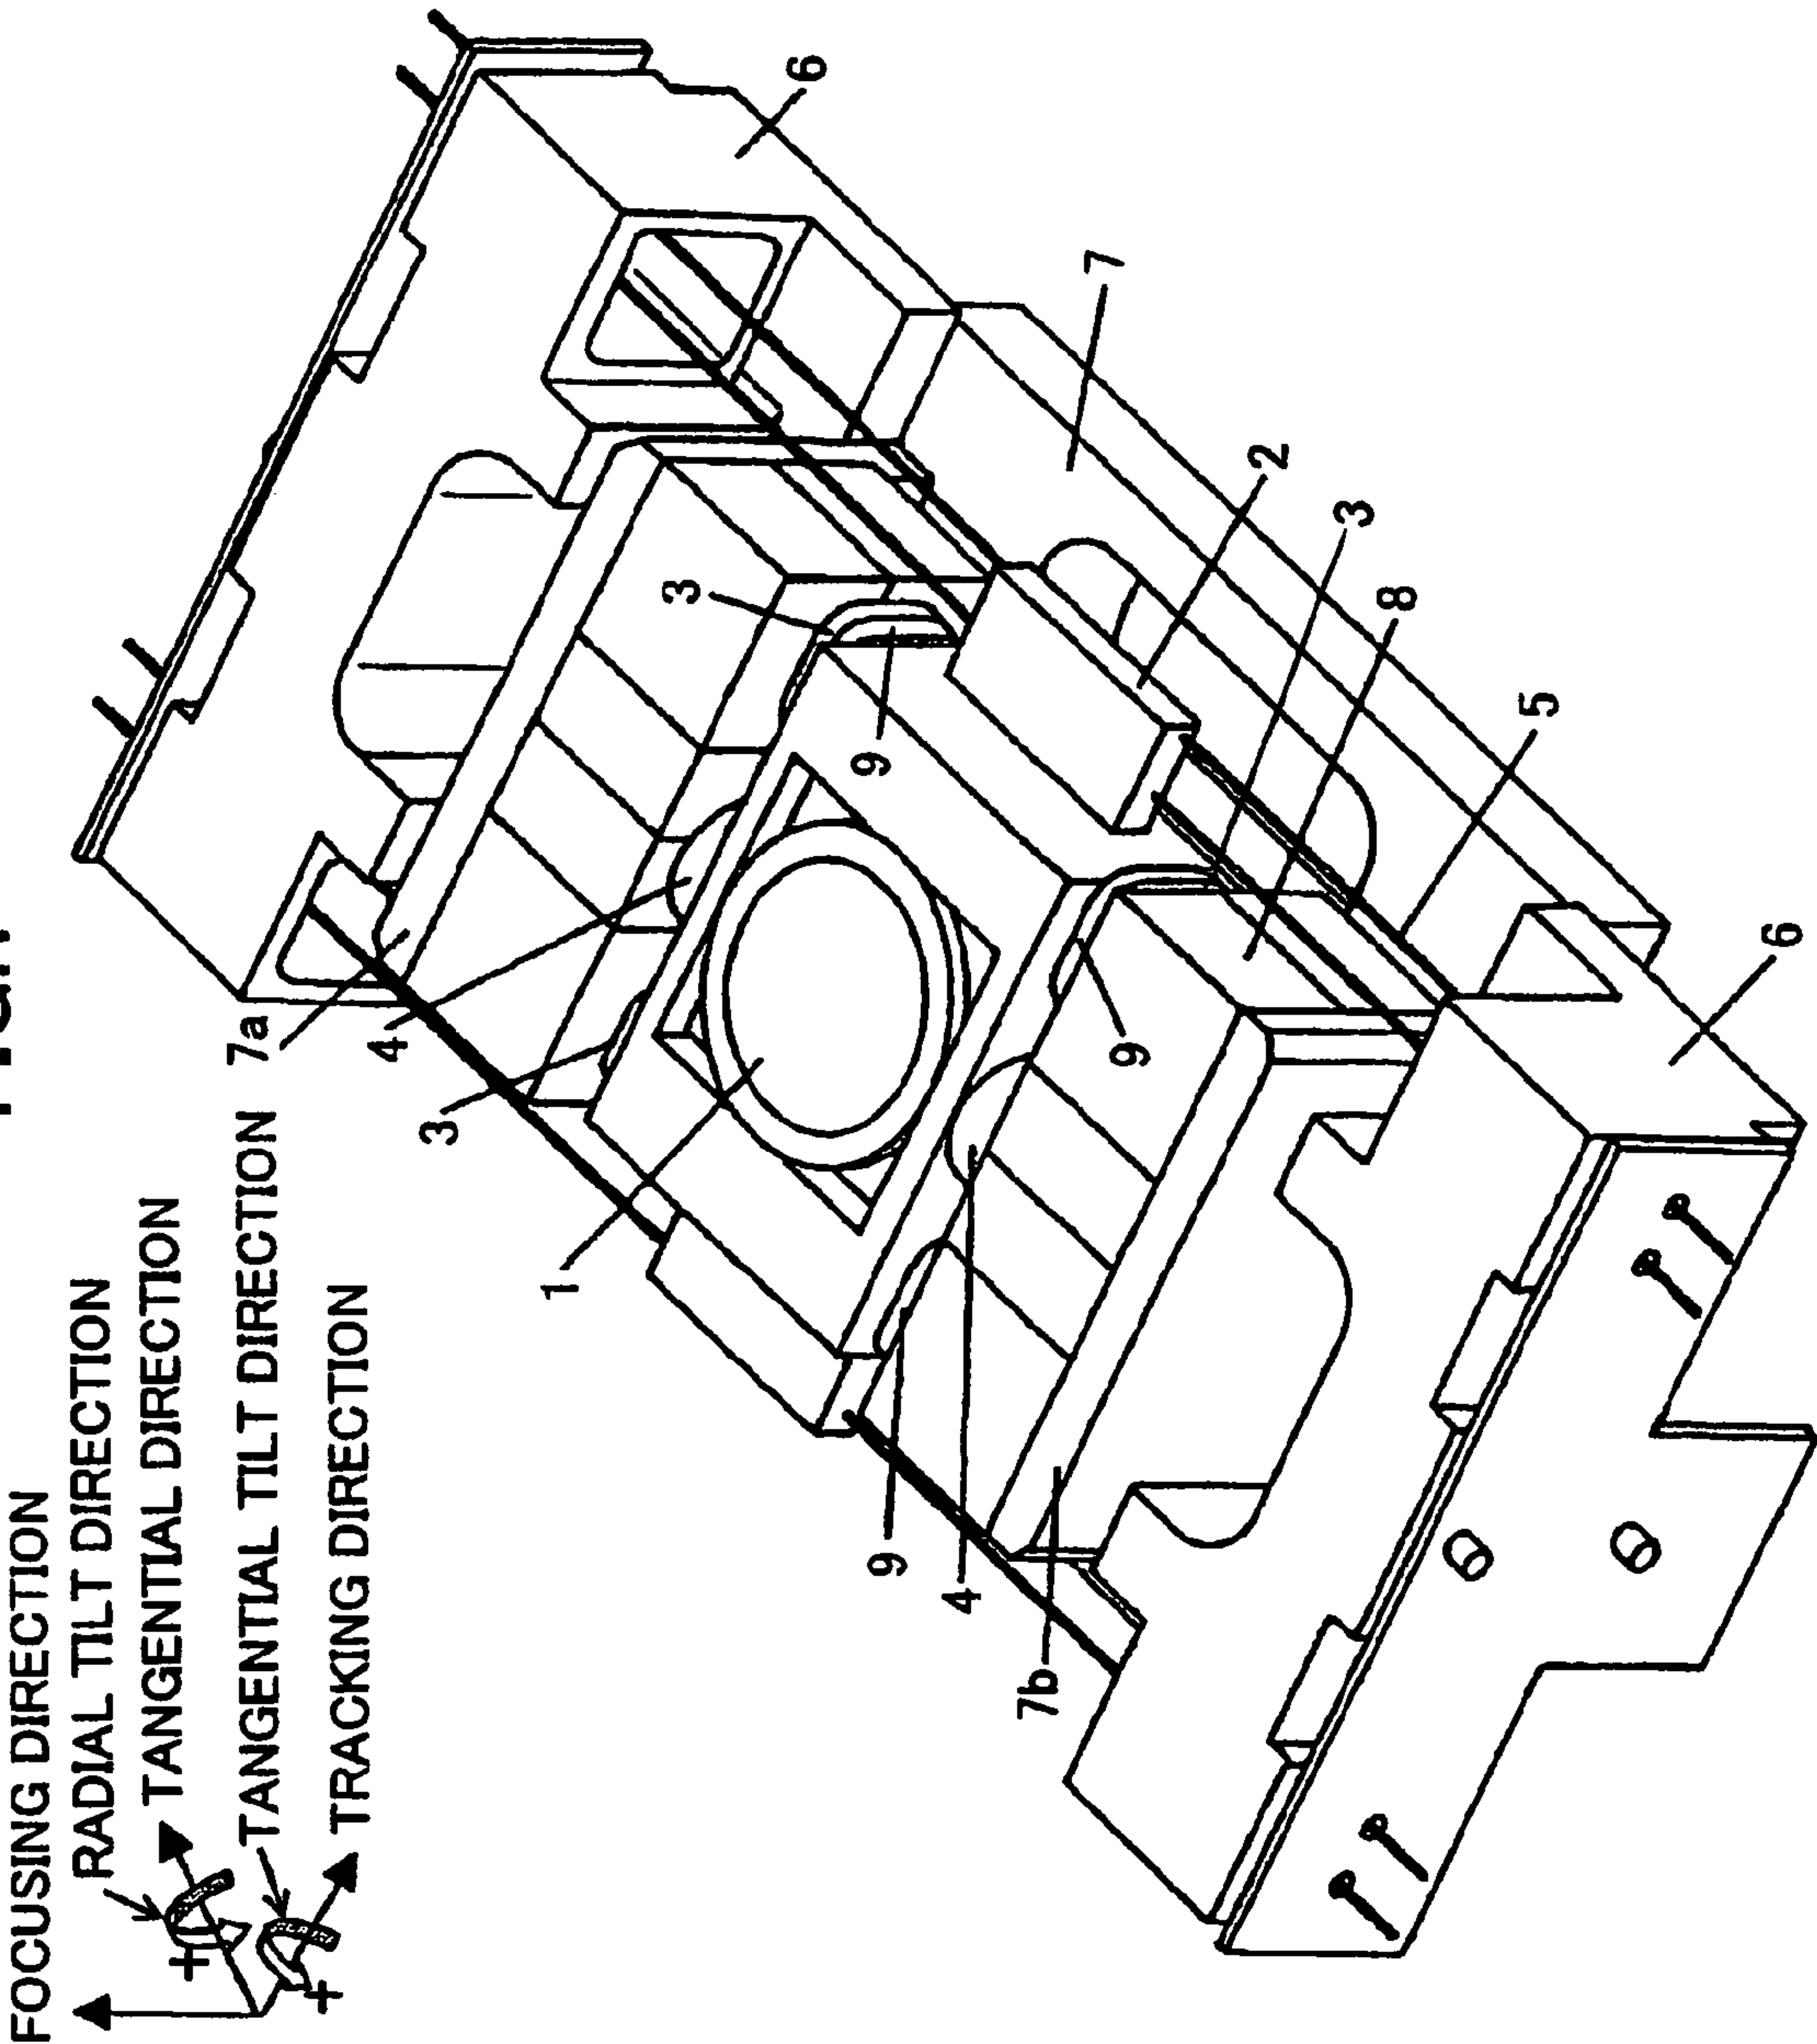 FOCUSING DIRECTION
RADIAL TILT DIRECTION
TANGENTIAL DIRECTION
+
TANGENTIAL TILT DIRECTION
+
TRACKING DIRECTION
7a
4
3
1
3
6
9
9
4
7b
7
9
2
3
8
5
6